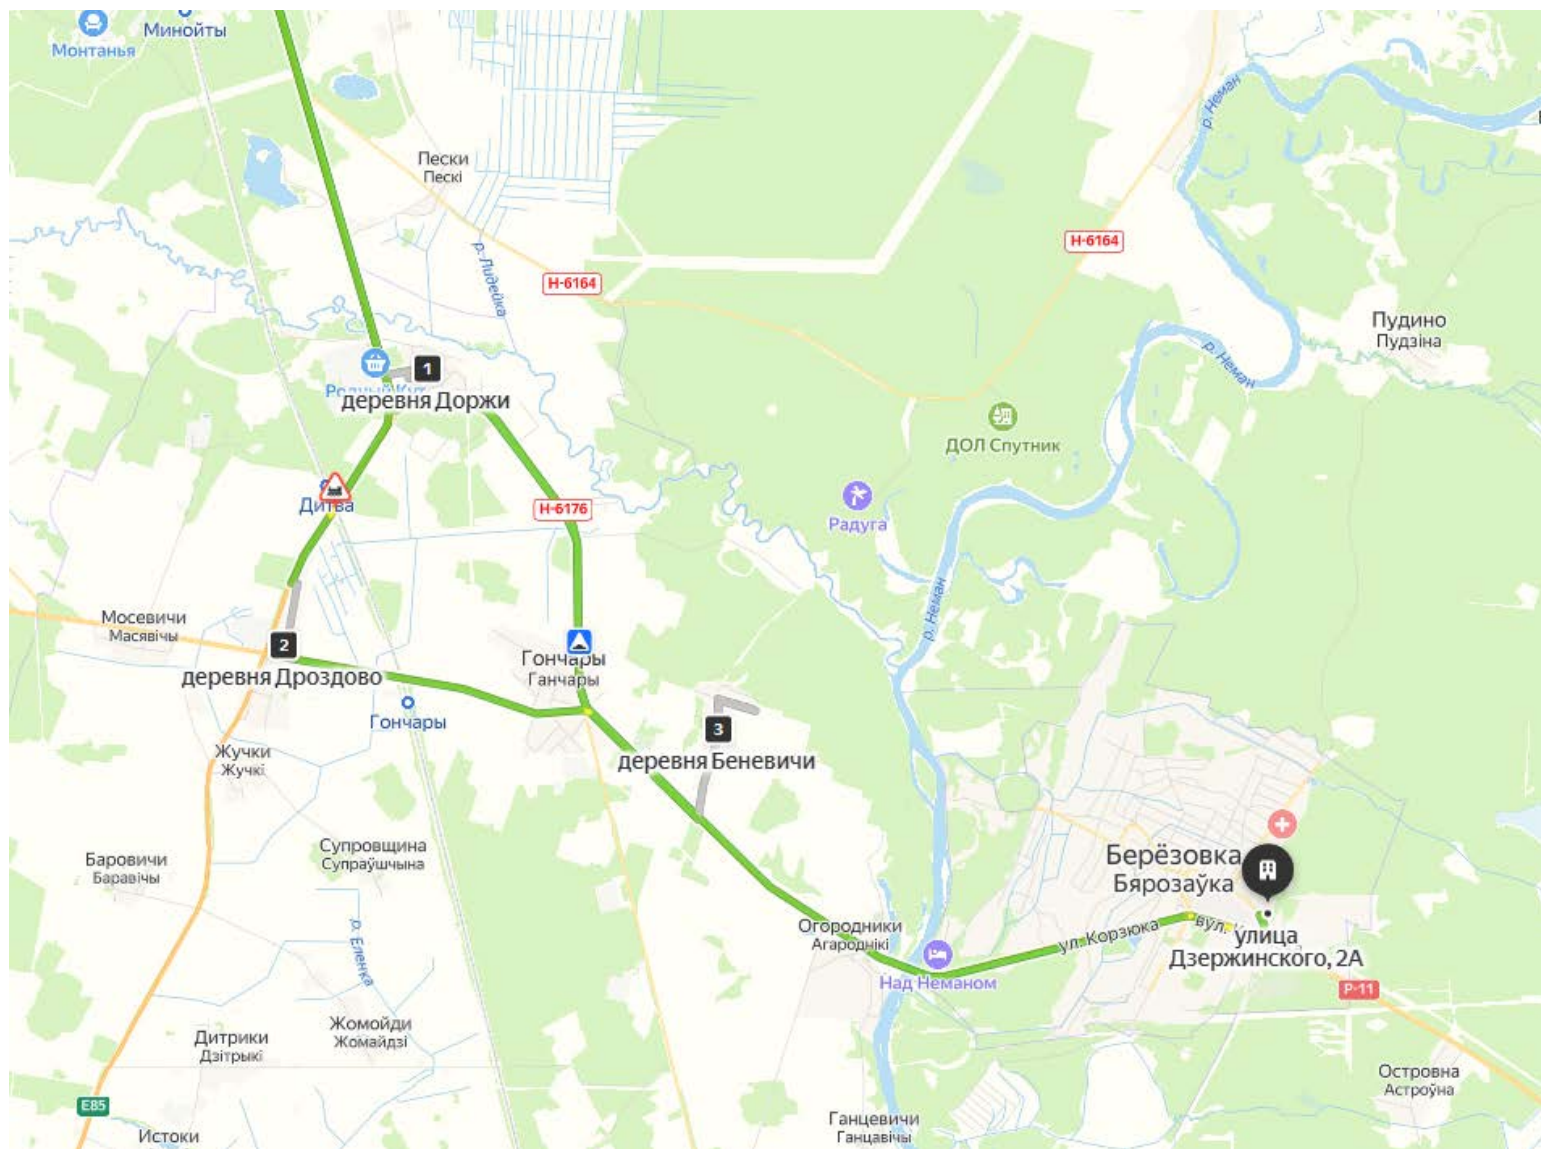 Минойты
Монтанья
р. Неман
Пески
Пескі
р. Лидейка
Н-6164
Н-6164
Пудино
Пудзіна
р. Неман
1
деревня Доржи
ДОЛ Спутник
Радуга
Дитва
Н-6176
р. Неман
Мосевичи
Масявічы
2
деревня Дроздово
Гончары
Ганчары
Гончары
3
деревня Беневичи
Жучки
Жучкі
Супровщина
Супраўшчына
Баровичи
Баравічы
Берёзовка
Бярозаўка
Огородники
Агароднікі
ул. Корзюка
вул.
улица
Дзержинского, 2А
Над Неманом
Р-11
р. Еленка
Жомойди
Жомайдзі
Дитрики
Дзітрыкі
Островна
Астроўна
Е85
Ганцевичи
Ганцавічы
Истоки